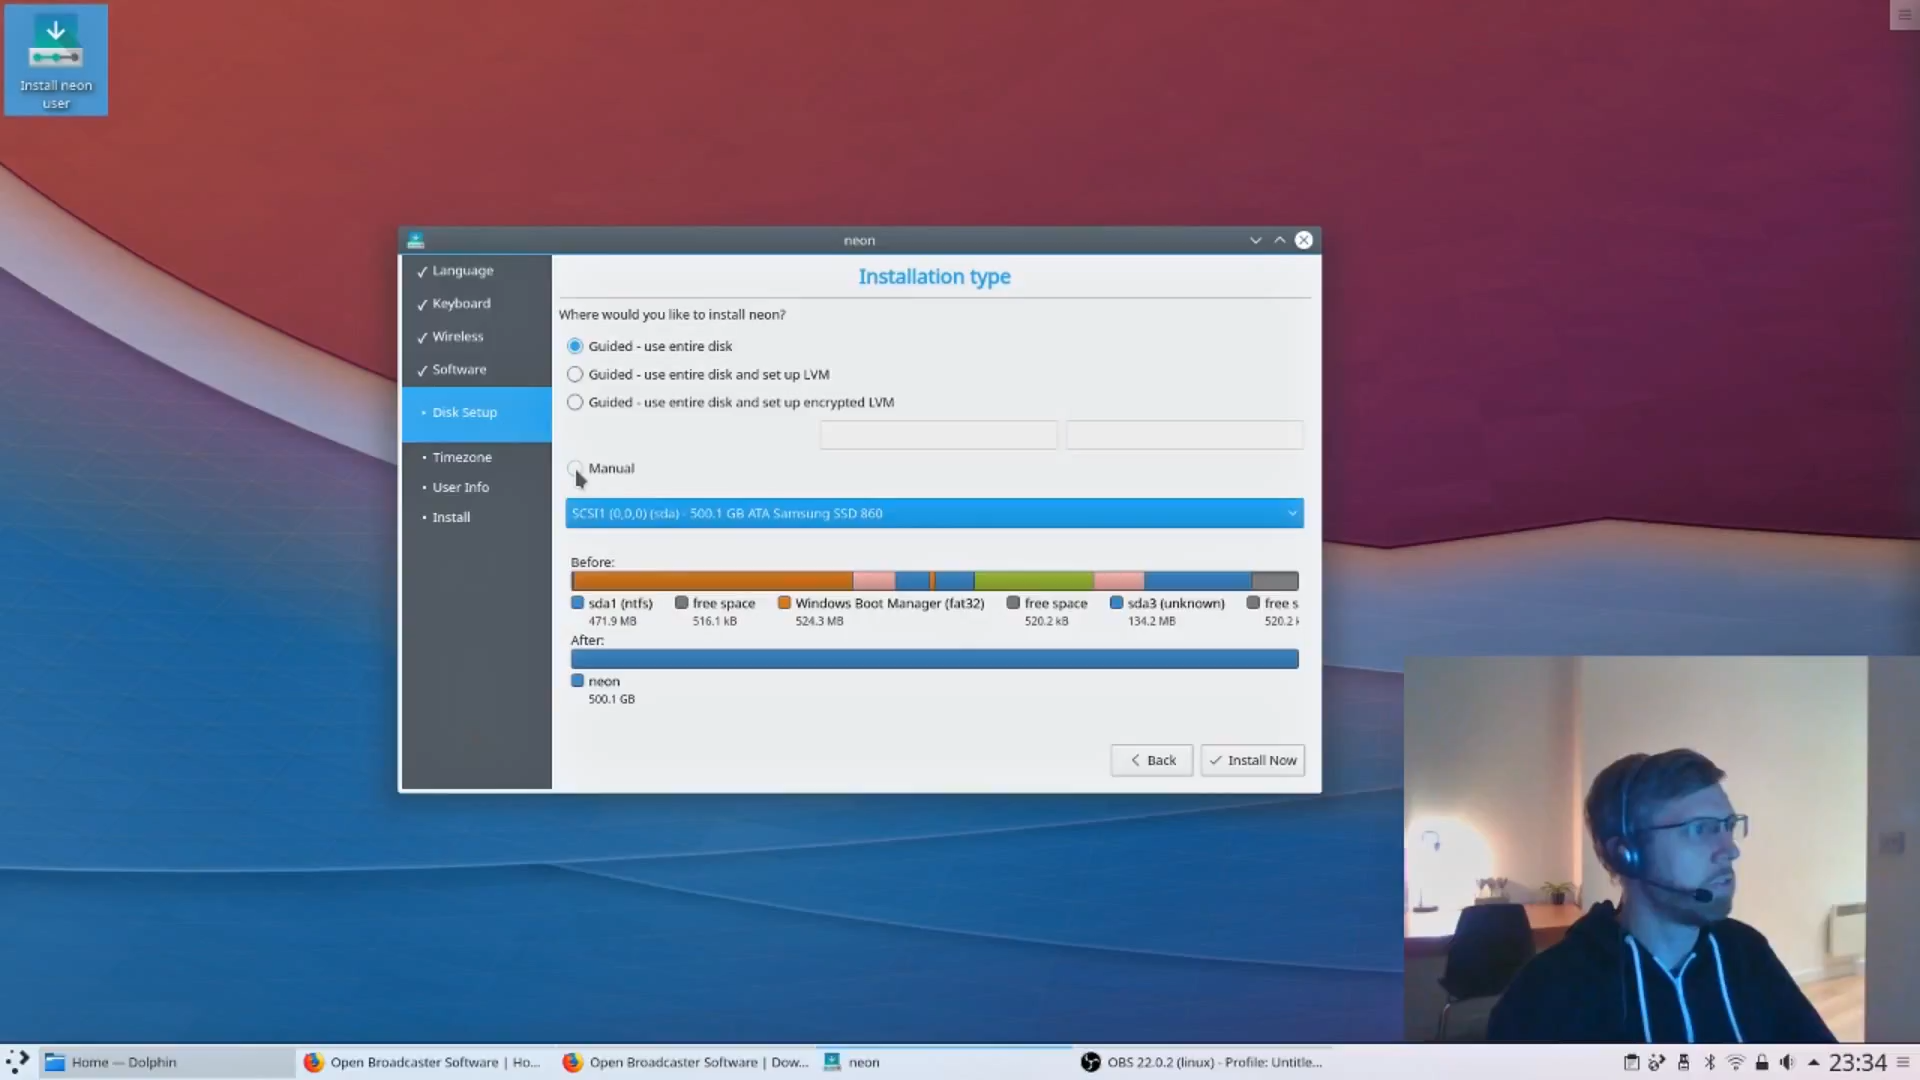 Install neon
user
neon
Language
Keyboard
Wireless
Software
Disk Setup
Timezone
User Info
Install
Installation type
Where would you like to install neon?
Guided - use entire disk
Guided - use entire disk and set up LVM
Guided - use entire disk and set up encrypted LVM
Manual
SCSI1 (0,0,0) (sda) - 500.1 GB ATA Samsung SSD 860
Before:
sda1 (ntfs) free space Windows Boot Manager (fat32) free space sda3 (unknown) free s
471.9 MB 516.1 kB 524.3 MB 520.2 kB 134.2 MB 520.2 k
After:
neon
500.1 GB
Back Install Now
Home — Dolphin Open Broadcaster Software | Ho... Open Broadcaster Software | Dow... neon OBS 22.0.2 (linux) - Profile: Untitle... 23:34